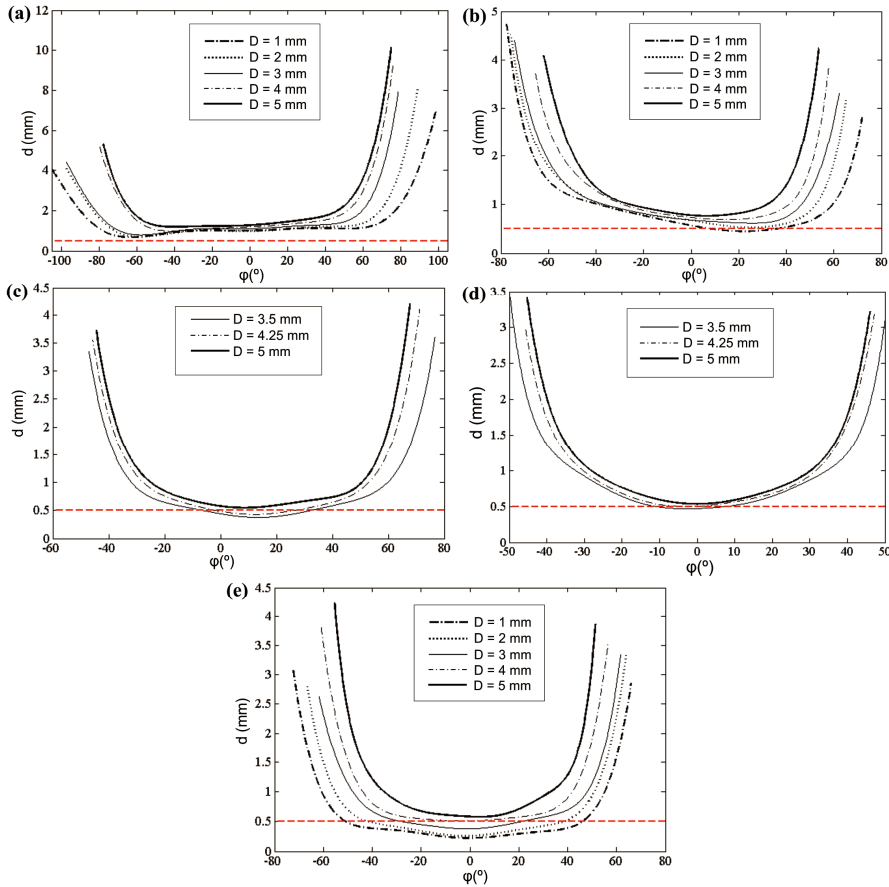 (a)
12
10
8
6
4
2
0
d (mm)
D = 1 mm
D = 2 mm
D = 3 mm
D = 4 mm
D = 5 mm
-105
-80
-60
-40
-20
0
20
40
60
80
100
φ(º)
(b)
5
4
3
2
1
0.5
0
d (mm)
D = 1 mm
D = 2 mm
D = 3 mm
D = 4 mm
D = 5 mm
-80
-60
-40
-20
0
20
40
60
80
φ(º)
(c)
4.5
4
3.5
3
2.5
2
1.5
1
0.5
0
d (mm)
D = 3.5 mm
D = 4.25 mm
D = 5 mm
-60
-40
-20
0
20
40
60
80
φ(º)
(d)
3.5
3
2.5
2
1.5
1
0.5
0
d (mm)
D = 3.5 mm
D = 4.25 mm
D = 5 mm
-50
-40
-30
-20
-10
0
10
20
30
40
50
φ(º)
(e)
4.5
4
3.5
3
2.5
2
1.5
1
0.5
0
d (mm)
D = 1 mm
D = 2 mm
D = 3 mm
D = 4 mm
D = 5 mm
-80
-60
-40
-20
0
20
40
60
80
φ(º)